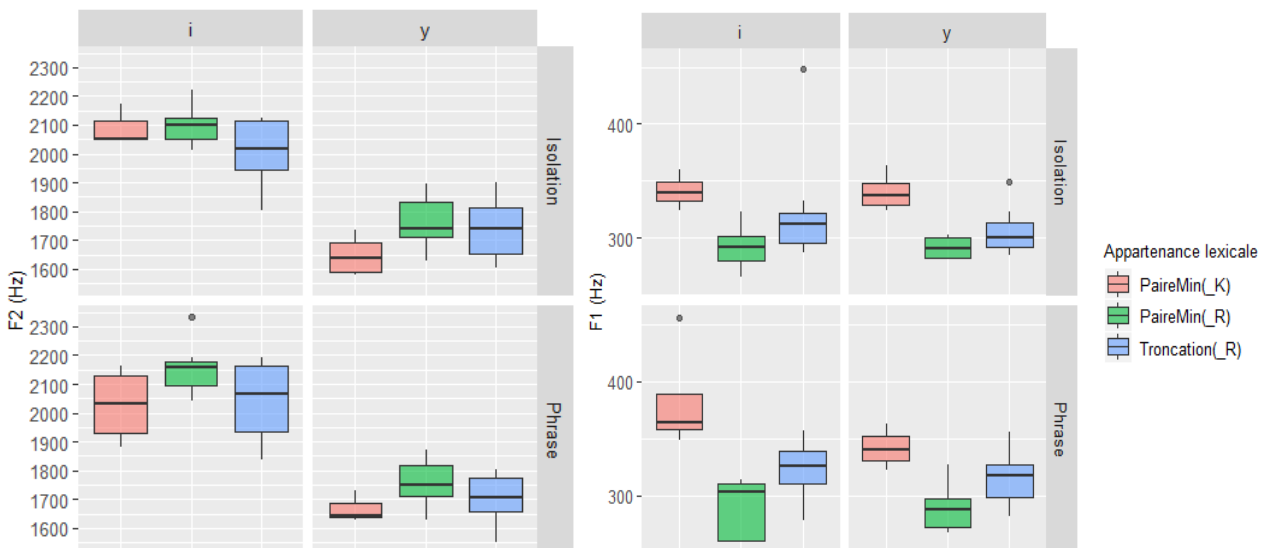 i y
2300
2200
2100
2000
1900
1800
1700
1600
Isolation
2300
2200
2100
2000
1900
1800
1700
1600
Phrase
F2 (Hz)
i y
400
300
Isolation
400
300
Phrase
F1 (Hz)
Appartenance lexicale
PaireMin(_K)
PaireMin(_R)
Troncation(_R)